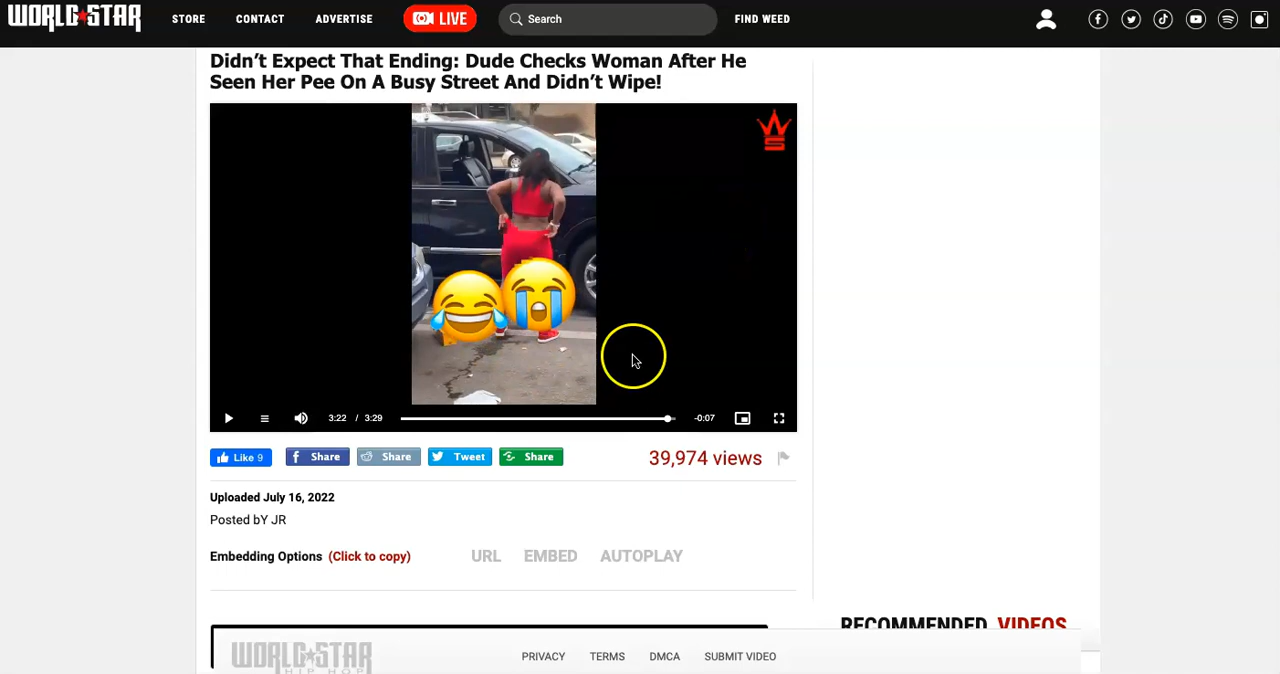 WORLDSTAR STORE CONTACT ADVERTISE LIVE Search FIND WEED
Didn’t Expect That Ending: Dude Checks Woman After He
Seen Her Pee On A Busy Street And Didn’t Wipe!
WS
3:22 / 3:29 -0:07
Like 9 Share Share Tweet Share 39,974 views
Uploaded July 16, 2022
Posted bY JR
Embedding Options (Click to copy) URL EMBED AUTOPLAY
RECOMMENDED VIDEOS
WORLDSTAR
HIP HOP
PRIVACY TERMS DMCA SUBMIT VIDEO